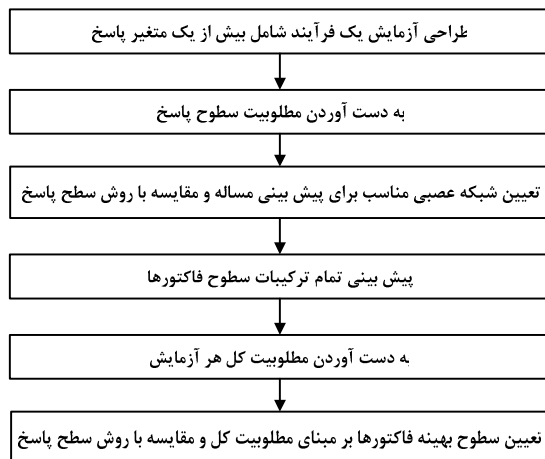 طراحی آزمایش یک فرآیند شامل بیش از یک متغیر پاسخ
به دست آوردن مطلوبیت سطوح پاسخ
تعیین شبکه عصبی مناسب برای پیش بینی مساله و مقایسه با روش سطح پاسخ
پیش بینی تمام ترکیبات سطوح فاکتورها
به دست آوردن مطلوبیت کل هر آزمایش
تعیین سطوح بهینه فاکتورها بر مبنای مطلوبیت کل و مقایسه با روش سطح پاسخ